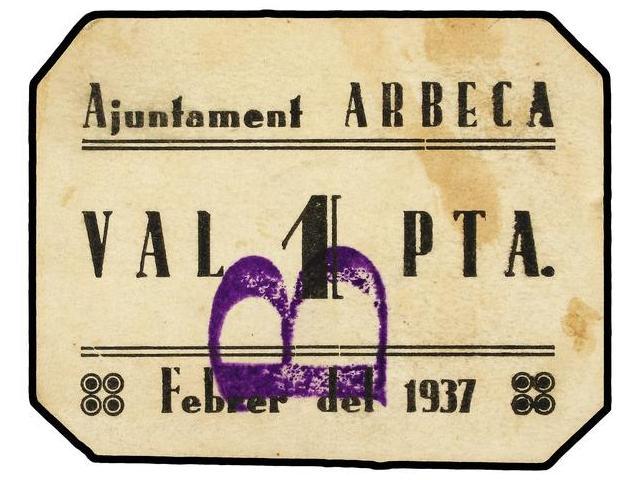 Ajuntament ARBECA
VAL 1 PTA.
B
Febrer del 1937